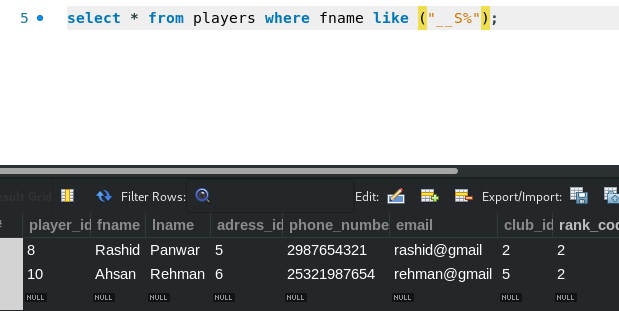 5 select * from players where fname like ("__S%");
Result Grid Filter Rows: Edit: Export/Import:
# player_id fname lname adress_id phone_numbe email club_id rank_cod
8 Rashid Panwar 5 2987654321 rashid@gmail 2 2
10 Ahsan Rehman 6 25321987654 rehman@gmail 5 2
NULL NULL NULL NULL NULL NULL NULL NULL